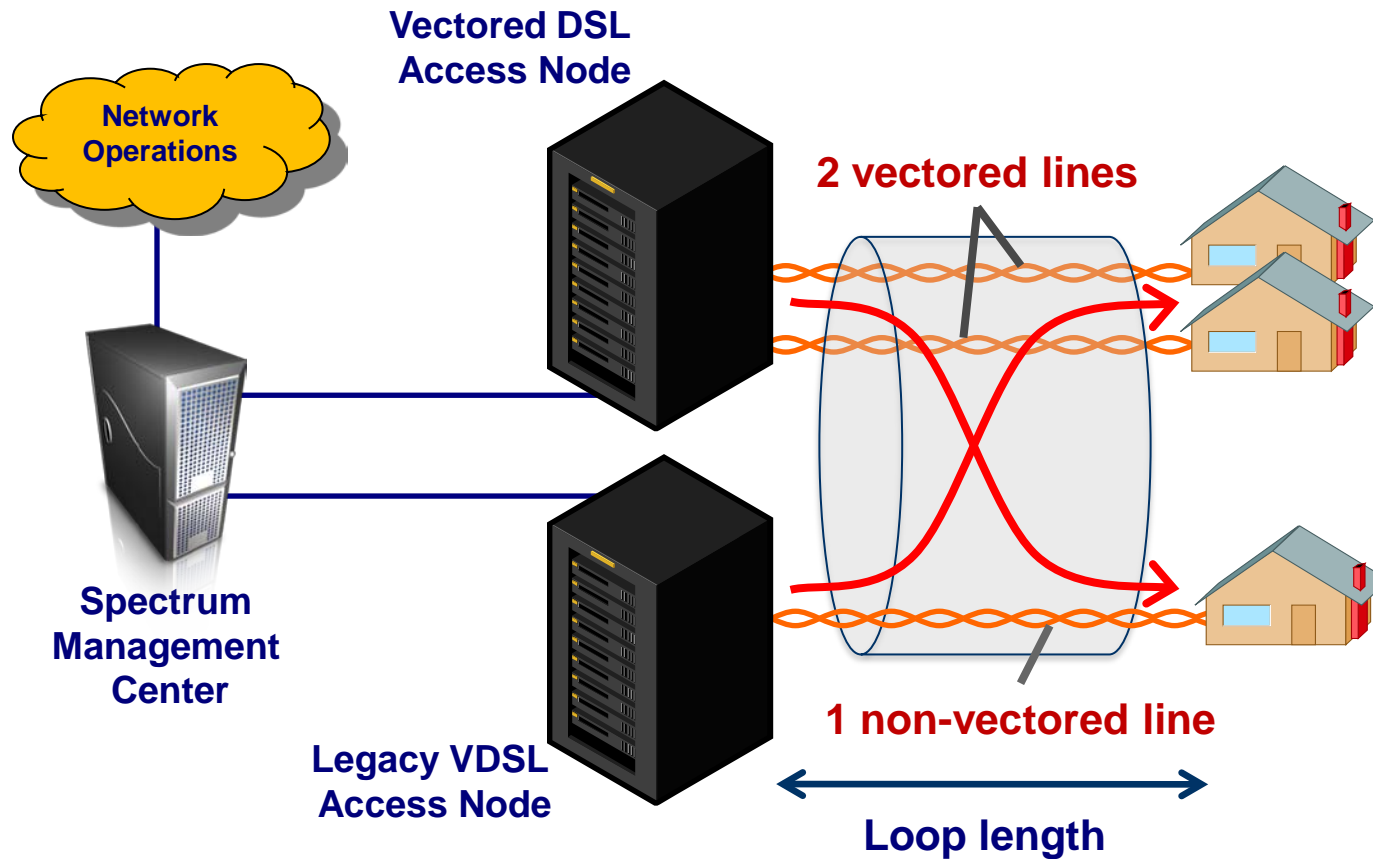 Vectored DSL
Access Node
Network
Operations
2 vectored lines
Spectrum
Management
Center
1 non-vectored line
Legacy VDSL
Access Node
Loop length